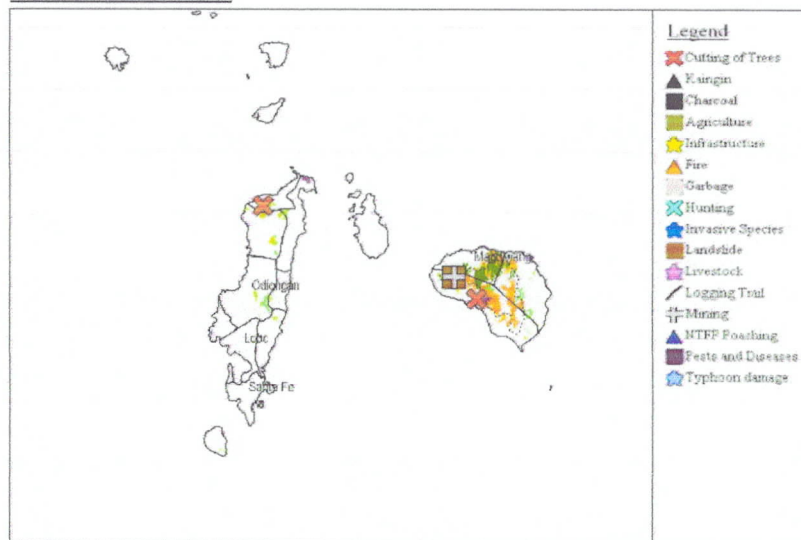 Odiongan
Looc
Santa Fe
Legend
Cutting of Trees
Kaingin
Charcoal
Agriculture
Infrastructure
Fire
Garbage
Hunting
Invasive Species
Landslide
Livestock
Logging Trail
Mining
NTFP Poaching
Pests and Diseases
Typhoon damage